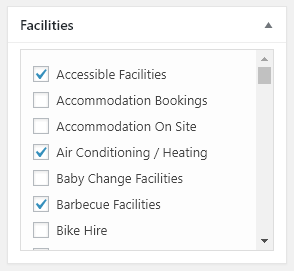 Facilities
Accessible Facilities
Accommodation Bookings
Accommodation On Site
Air Conditioning / Heating
Baby Change Facilities
Barbecue Facilities
Bike Hire